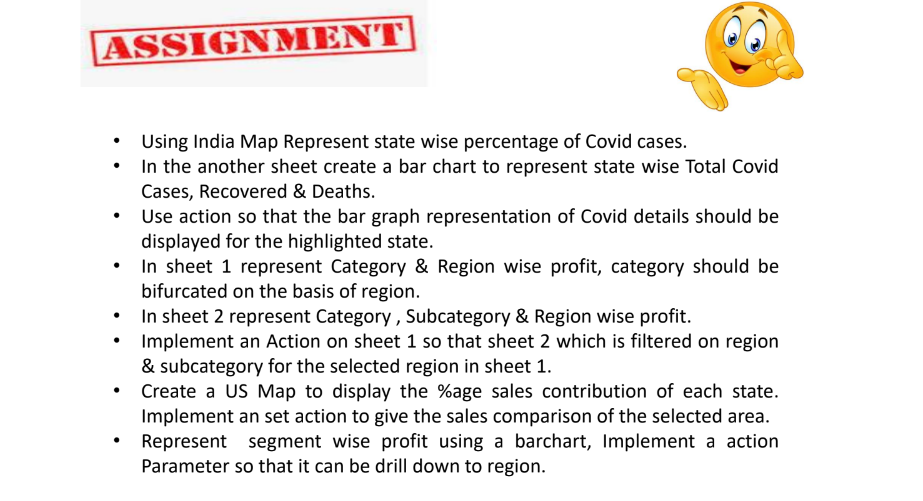 ASSIGNMENT
• Using India Map Represent state wise percentage of Covid cases.
• In the another sheet create a bar chart to represent state wise Total Covid
Cases, Recovered & Deaths.
• Use action so that the bar graph representation of Covid details should be
displayed for the highlighted state.
• In sheet 1 represent Category & Region wise profit, category should be
bifurcated on the basis of region.
• In sheet 2 represent Category , Subcategory & Region wise profit.
• Implement an Action on sheet 1 so that sheet 2 which is filtered on region
& subcategory for the selected region in sheet 1.
• Create a US Map to display the %age sales contribution of each state.
Implement an set action to give the sales comparison of the selected area.
• Represent segment wise profit using a barchart, Implement a action
Parameter so that it can be drill down to region.